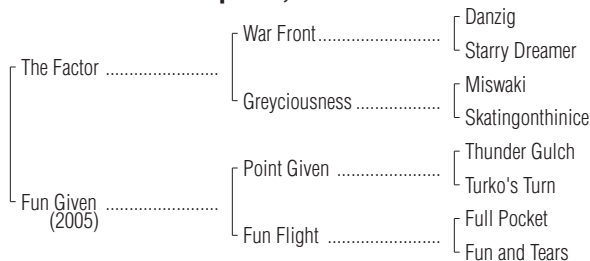 Danzig
War Front
Starry Dreamer
The Factor
Miswaki
Greyciousness
Skatingonthinice
Thunder Gulch
Point Given
Turko's Turn
Fun Given
(2005)
Full Pocket
Fun Flight
Fun and Tears